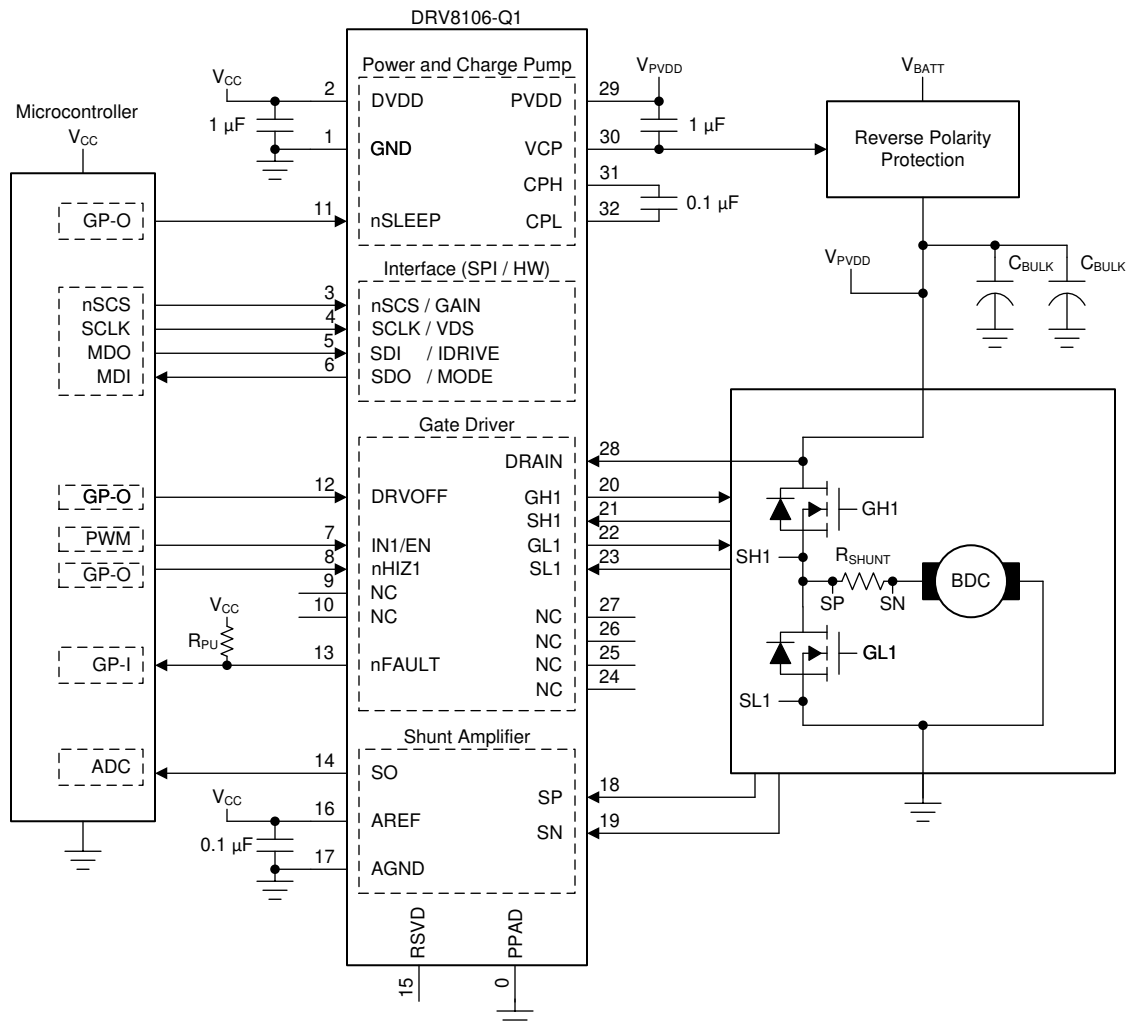 DRV8106-Q1
Microcontroller
VCC
GP-O
nSCS
SCLK
MDO
MDI
GP-O
PWM
GP-O
GP-I
ADC
VCC
1 µF
2
1
11
3
4
5
6
12
7
8
9
10
13
VCC
RPU
14
VCC
0.1 µF
16
17
Power and Charge Pump
DVDD
GND
nSLEEP
PVDD
VCP
CPH
CPL
Interface (SPI / HW)
nSCS / GAIN
SCLK / VDS
SDI / IDRIVE
SDO / MODE
Gate Driver
DRVOFF
IN1/EN
nHIZ1
NC
NC
nFAULT
DRAIN
GH1
SH1
GL1
SL1
NC
NC
NC
NC
Shunt Amplifier
SO
AREF
AGND
SP
SN
RSVD
PPAD
15
0
29
30
31
32
VPVDD
1 µF
0.1 µF
28
20
21
22
23
27
26
25
24
18
19
VBATT
Reverse Polarity
Protection
VPVDD
CBULK
CBULK
GH1
SH1
RSHUNT
SP
SN
BDC
GL1
SL1